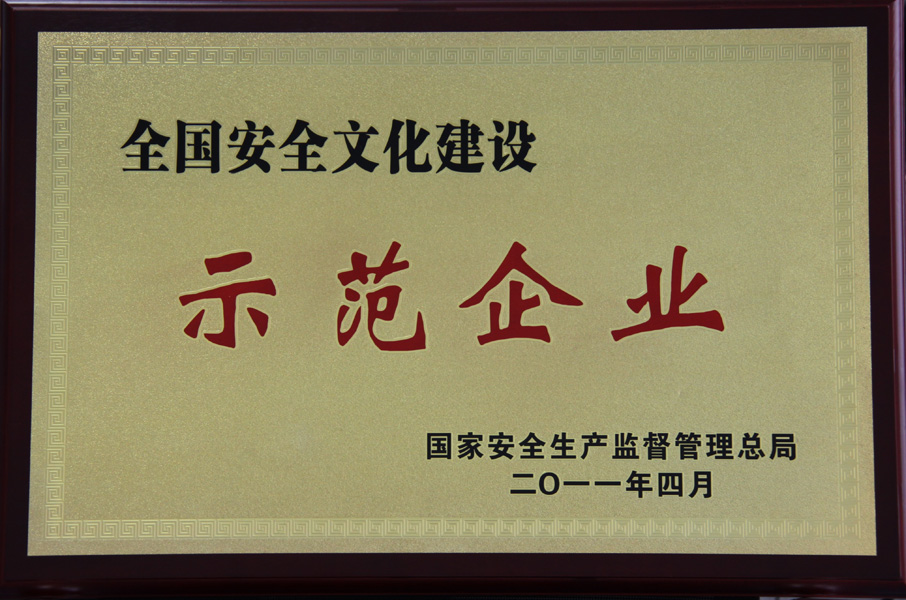 全国安全文化建设
示范企业
国家安全生产监督管理总局
二〇一一年四月